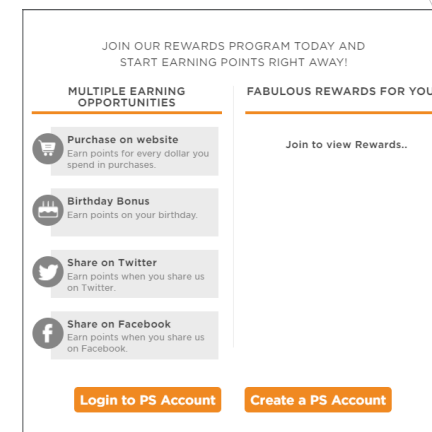 JOIN OUR REWARDS PROGRAM TODAY AND
START EARNING POINTS RIGHT AWAY!
MULTIPLE EARNING
OPPORTUNITIES
Purchase on website
Earn points for every dollar you
spend in purchases.
Birthday Bonus
Earn points on your birthday.
Share on Twitter
Earn points when you share us
on Twitter.
Share on Facebook
Earn points when you share us
on Facebook.
FABULOUS REWARDS FOR YOU
Join to view Rewards..
Login to PS Account
Create a PS Account